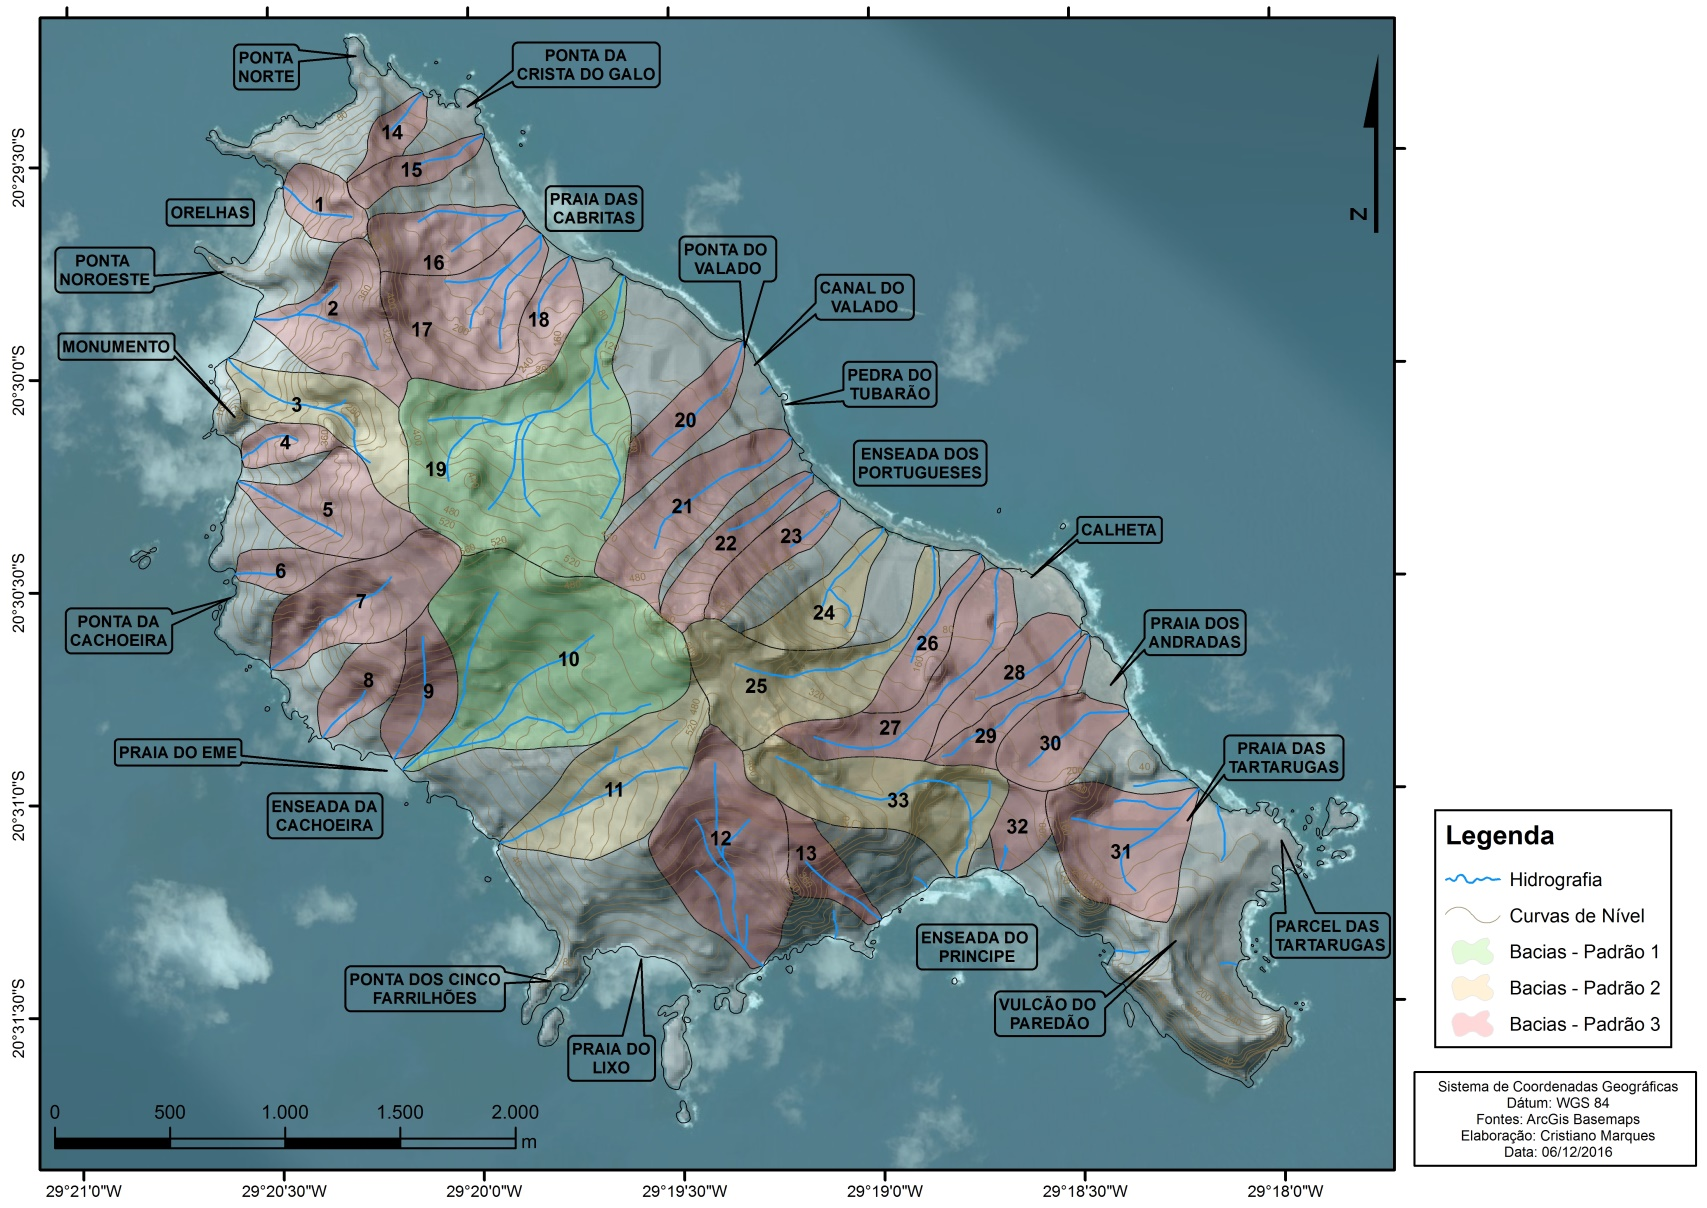 PONTA
NORTE
PONTA DA
CRISTA DO GALO
ORELHAS
PRAIA DAS
CABRITAS
PONTA
NOROESTE
PONTA DO
VALADO
CANAL DO
VALADO
MONUMENTO
PEDRA DO
TUBARÃO
ENSEADA DOS
PORTUGUESES
CALHETA
PONTA DA
CACHOEIRA
PRAIA DOS
ANDRADAS
PRAIA DO EME
PRAIA DAS
TARTARUGAS
ENSEADA DA
CACHOEIRA
ENSEADA DO
PRINCIPE
PARCEL DAS
TARTARUGAS
PONTA DOS CINCO
FARRILHÕES
VULCÃO DO
PAREDÃO
PRAIA DO
LIXO
14
15
1
16
2
17
18
3
4
19
20
5
21
22
23
6
7
24
8
9
10
25
26
28
27
29
30
11
33
12
13
32
31
N
20°29'30"S
20°30'0"S
20°30'30"S
20°31'0"S
20°31'30"S
0 500 1.000 1.500 2.000
m
29°21'0"W 29°20'30"W 29°20'0"W 29°19'30"W 29°19'0"W 29°18'30"W 29°18'0"W
Legenda
Hidrografia
Curvas de Nível
Bacias - Padrão 1
Bacias - Padrão 2
Bacias - Padrão 3
Sistema de Coordenadas Geográficas
Dátum: WGS 84
Fontes: ArcGis Basemaps
Elaboração: Cristiano Marques
Data: 06/12/2016